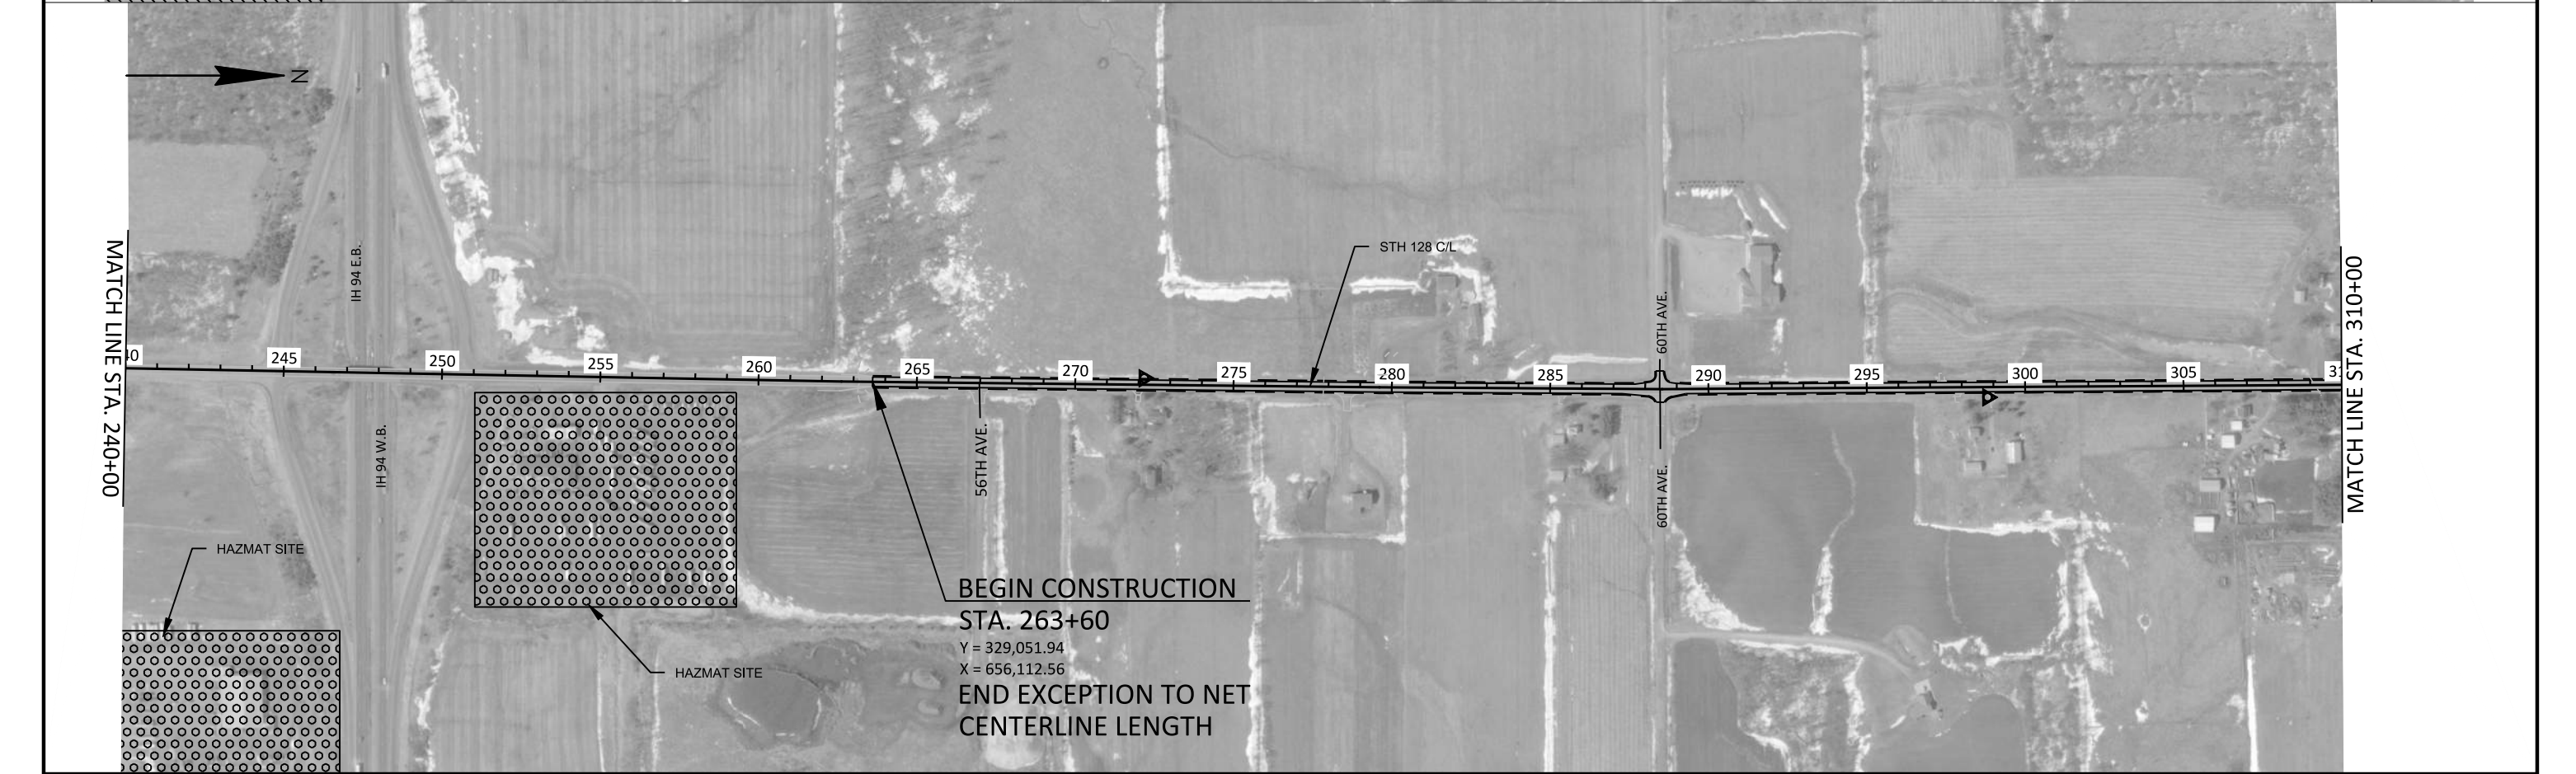 N
MATCH LINE STA. 240+00
IH 94 E.B.
IH 94 W.B.
STH 128 C/L
60TH AVE.
MATCH LINE STA. 310+00
40
245
250
255
260
265
270
275
280
285
290
295
300
305
31
56TH AVE.
60TH AVE.
HAZMAT SITE
HAZMAT SITE
BEGIN CONSTRUCTION
STA. 263+60
Y = 329,051.94
X = 656,112.56
END EXCEPTION TO NET
CENTERLINE LENGTH